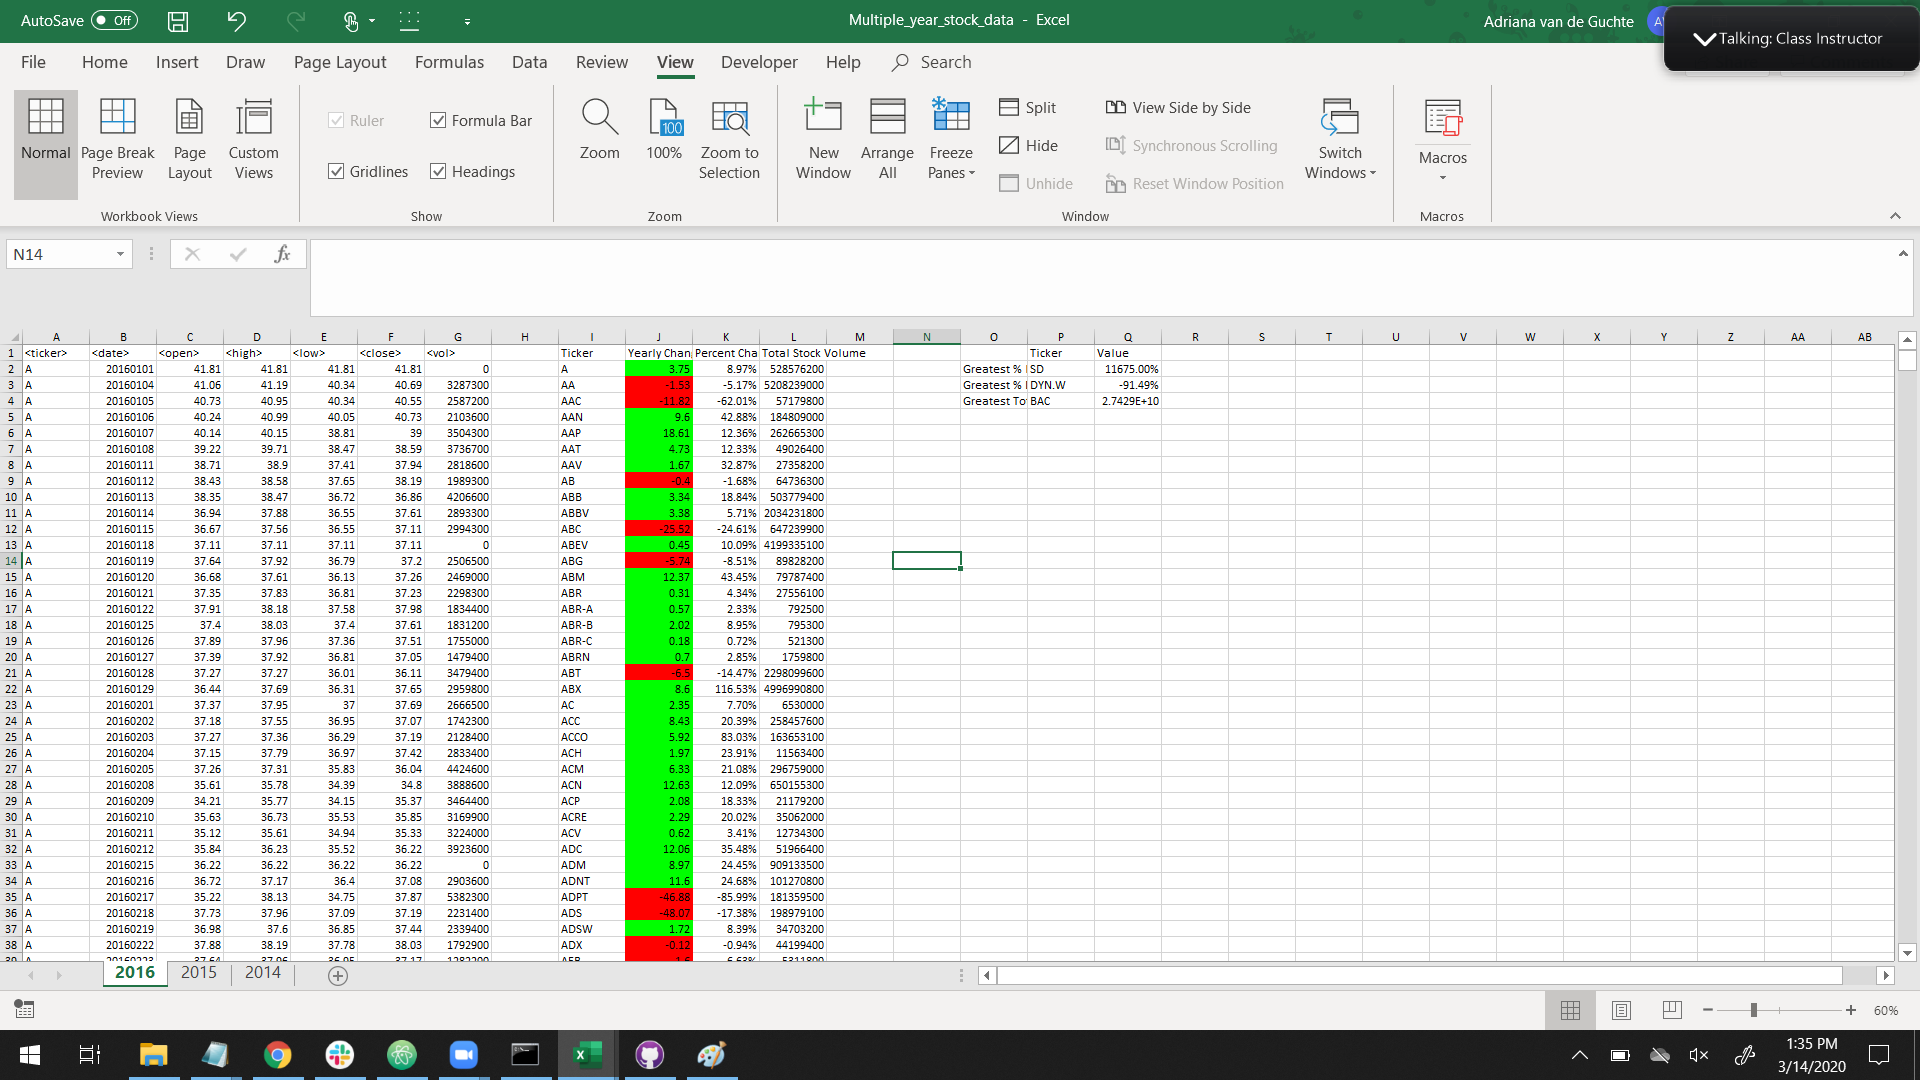 AutoSave Off Multiple_year_stock_data - Excel Adriana van de Guchte
Talking: Class Instructor
File Home Insert Draw Page Layout Formulas Data Review View Developer Help Search
Normal Page Break Preview Page Layout Custom Views
Workbook Views
Ruler Formula Bar
Gridlines Headings
Show
Zoom 100% Zoom to Selection
Zoom
New Window Arrange All Freeze Panes
Split
Hide
Unhide
View Side by Side
Synchronous Scrolling
Reset Window Position
Switch Windows
Window
Macros
Macros
N14 fx
A B C D E F G H I J K L M N O P Q R S T U V W X Y Z AA AB
1 <ticker> <date> <open> <high> <low> <close> <vol> Ticker Yearly Chan Percent Cha Total Stock Volume Ticker Value
2 A 20160101 41.81 41.81 41.81 41.81 0 A 3.75 8.97% 528576200 Greatest % SD 11675.00%
3 A 20160104 41.06 41.19 40.34 40.69 3287300 AA -1.53 -5.17% 5208239000 Greatest % DYN.W -91.49%
4 A 20160105 40.73 40.95 40.34 40.55 2587200 AAC -11.82 -62.01% 57179800 Greatest To BAC 2.7429E+10
5 A 20160106 40.24 40.99 40.05 40.73 2103600 AAN 9.6 42.88% 184809000
6 A 20160107 40.14 40.15 38.81 39 3504300 AAP 18.61 12.36% 262665300
7 A 20160108 39.22 39.71 38.47 38.59 3736700 AAT 4.73 12.33% 49026400
8 A 20160111 38.71 38.9 37.41 37.94 2818600 AAV 1.67 32.87% 27358200
9 A 20160112 38.43 38.58 37.65 38.19 1989300 AB -0.4 -1.68% 64736300
10 A 20160113 38.35 38.47 36.72 36.86 4206600 ABB 3.34 18.84% 503779400
11 A 20160114 36.94 37.88 36.55 37.61 2893300 ABBV 3.38 5.71% 2034231800
12 A 20160115 36.67 37.56 36.55 37.11 2994300 ABC -25.52 -24.61% 647239900
13 A 20160118 37.11 37.11 37.11 37.11 0 ABEV 0.45 10.09% 4199335100
14 A 20160119 37.64 37.92 36.79 37.2 2506500 ABG -5.74 -8.51% 89828200
15 A 20160120 36.68 37.61 36.13 37.26 2469000 ABM 12.37 43.45% 79787400
16 A 20160121 37.35 37.83 36.81 37.23 2298300 ABR 0.31 4.34% 27556100
17 A 20160122 37.91 38.18 37.58 37.98 1834400 ABR-A 0.57 2.33% 792500
18 A 20160125 37.4 38.03 37.4 37.61 1831200 ABR-B 2.02 8.95% 795300
19 A 20160126 37.89 37.96 37.36 37.51 1755000 ABR-C 0.18 0.72% 521300
20 A 20160127 37.39 37.92 36.81 37.05 1479400 ABRN 0.7 2.85% 1759800
21 A 20160128 37.27 37.27 36.01 36.11 3479400 ABT -6.5 -14.47% 2298099600
22 A 20160129 36.44 37.69 36.31 37.65 2959800 ABX 8.6 116.53% 4996990800
23 A 20160201 37.37 37.95 37 37.69 2666500 AC 2.35 7.70% 6530000
24 A 20160202 37.18 37.55 36.95 37.07 1742300 ACC 8.43 20.39% 258457600
25 A 20160203 37.27 37.36 36.29 37.19 2128400 ACCO 5.92 83.03% 163653100
26 A 20160204 37.15 37.79 36.97 37.42 2833400 ACH 1.97 23.91% 11563400
27 A 20160205 37.26 37.31 35.83 36.04 4424600 ACM 6.33 21.08% 296759000
28 A 20160208 35.61 35.78 34.39 34.8 3888600 ACN 12.63 12.09% 650155300
29 A 20160209 34.21 35.77 34.15 35.37 3464400 ACP 2.08 18.33% 21179200
30 A 20160210 35.63 36.73 35.53 35.85 3169900 ACRE 2.29 20.02% 35062000
31 A 20160211 35.12 35.61 34.94 35.33 3224000 ACV 0.62 3.41% 12734300
32 A 20160212 35.84 36.23 35.52 36.22 3923600 ADC 12.06 35.48% 51966400
33 A 20160215 36.22 36.22 36.22 36.22 0 ADM 8.97 24.45% 909133500
34 A 20160216 36.72 37.17 36.4 37.08 2903600 ADNT 11.6 24.68% 101270800
35 A 20160217 35.22 38.13 34.75 37.87 5382300 ADPT -46.88 -85.99% 181359500
36 A 20160218 37.73 37.96 37.09 37.19 2231400 ADS -48.07 -17.38% 198979100
37 A 20160219 36.98 37.6 36.85 37.44 2339400 ADSW 1.72 8.39% 34703200
38 A 20160222 37.88 38.19 37.78 38.03 1792900 ADX -0.12 -0.94% 44199400
2016 2015 2014
60%
1:35 PM
3/14/2020